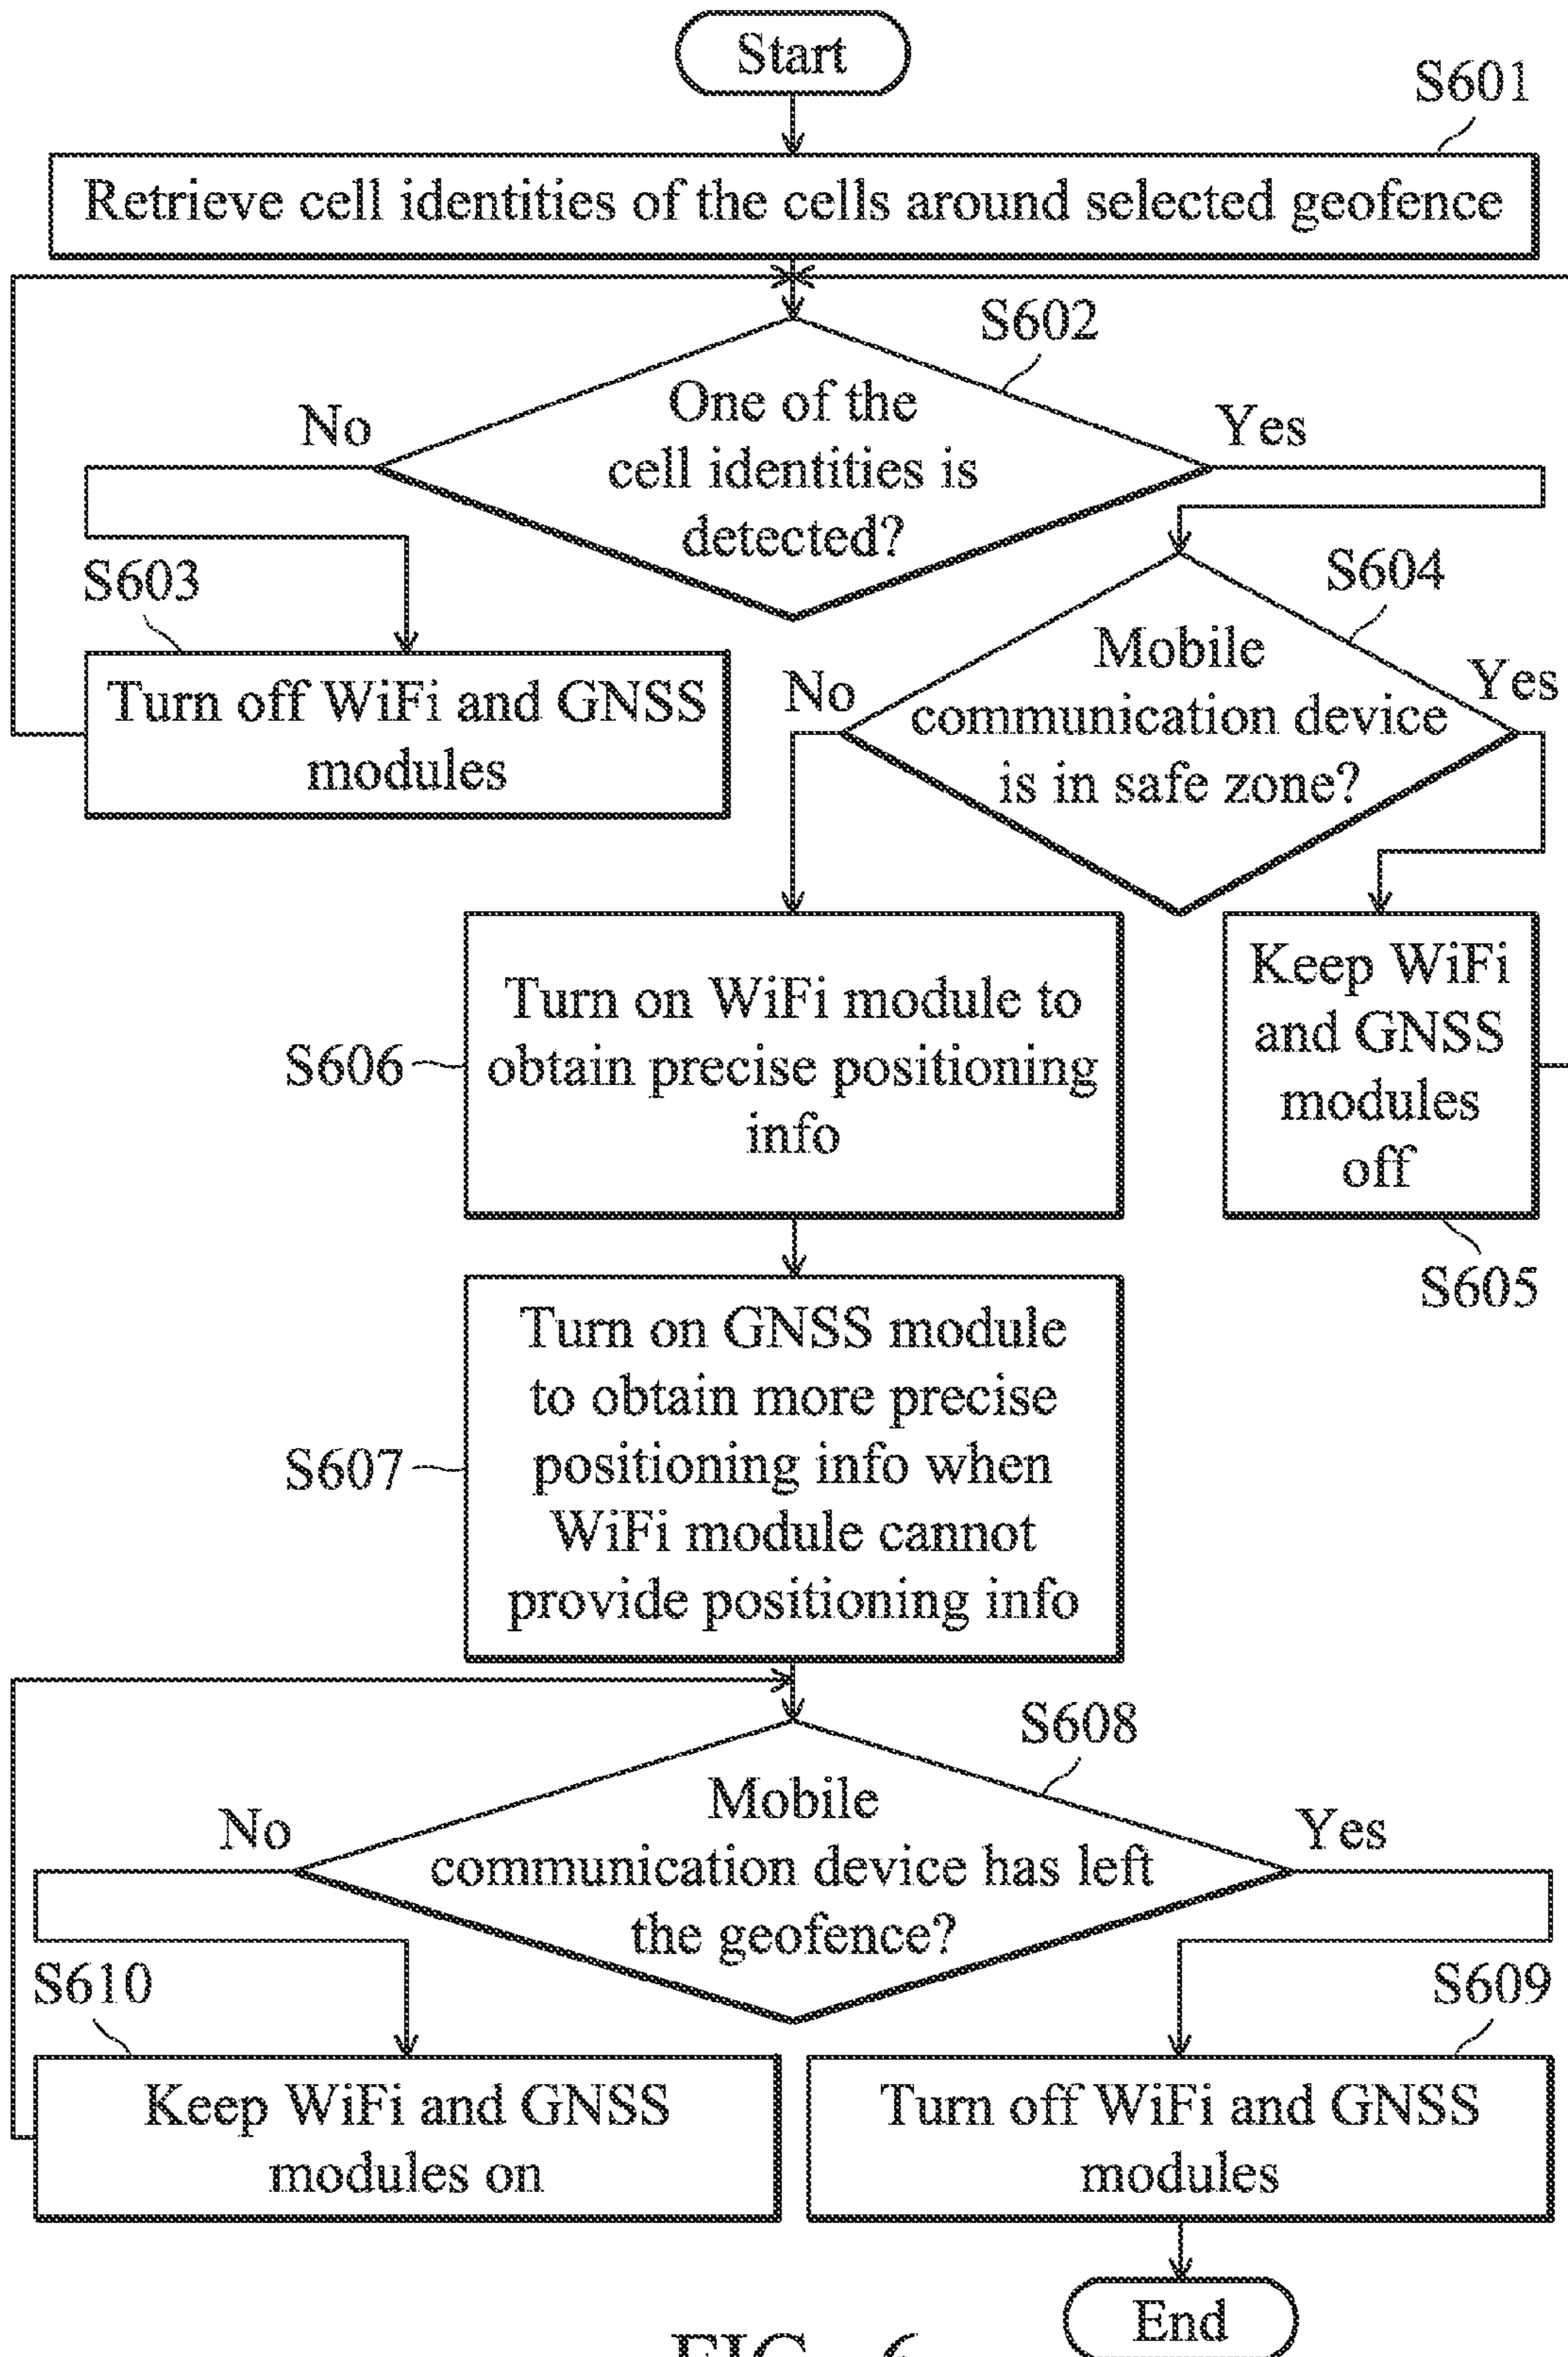 Start
S601
Retrieve cell identities of the cells around selected geofence
S602
One of the
cell identities is
detected?
No
Yes
S603
Turn off WiFi and GNSS
modules
S604
Mobile
communication device
is in safe zone?
No
Yes
Keep WiFi
and GNSS
modules
off
S605
S606
Turn on WiFi module to
obtain precise positioning
info
S607
Turn on GNSS module
to obtain more precise
positioning info when
WiFi module cannot
provide positioning info
S608
Mobile
communication device has left
the geofence?
No
Yes
S610
Keep WiFi and GNSS
modules on
S609
Turn off WiFi and GNSS
modules
End
FIG. 6